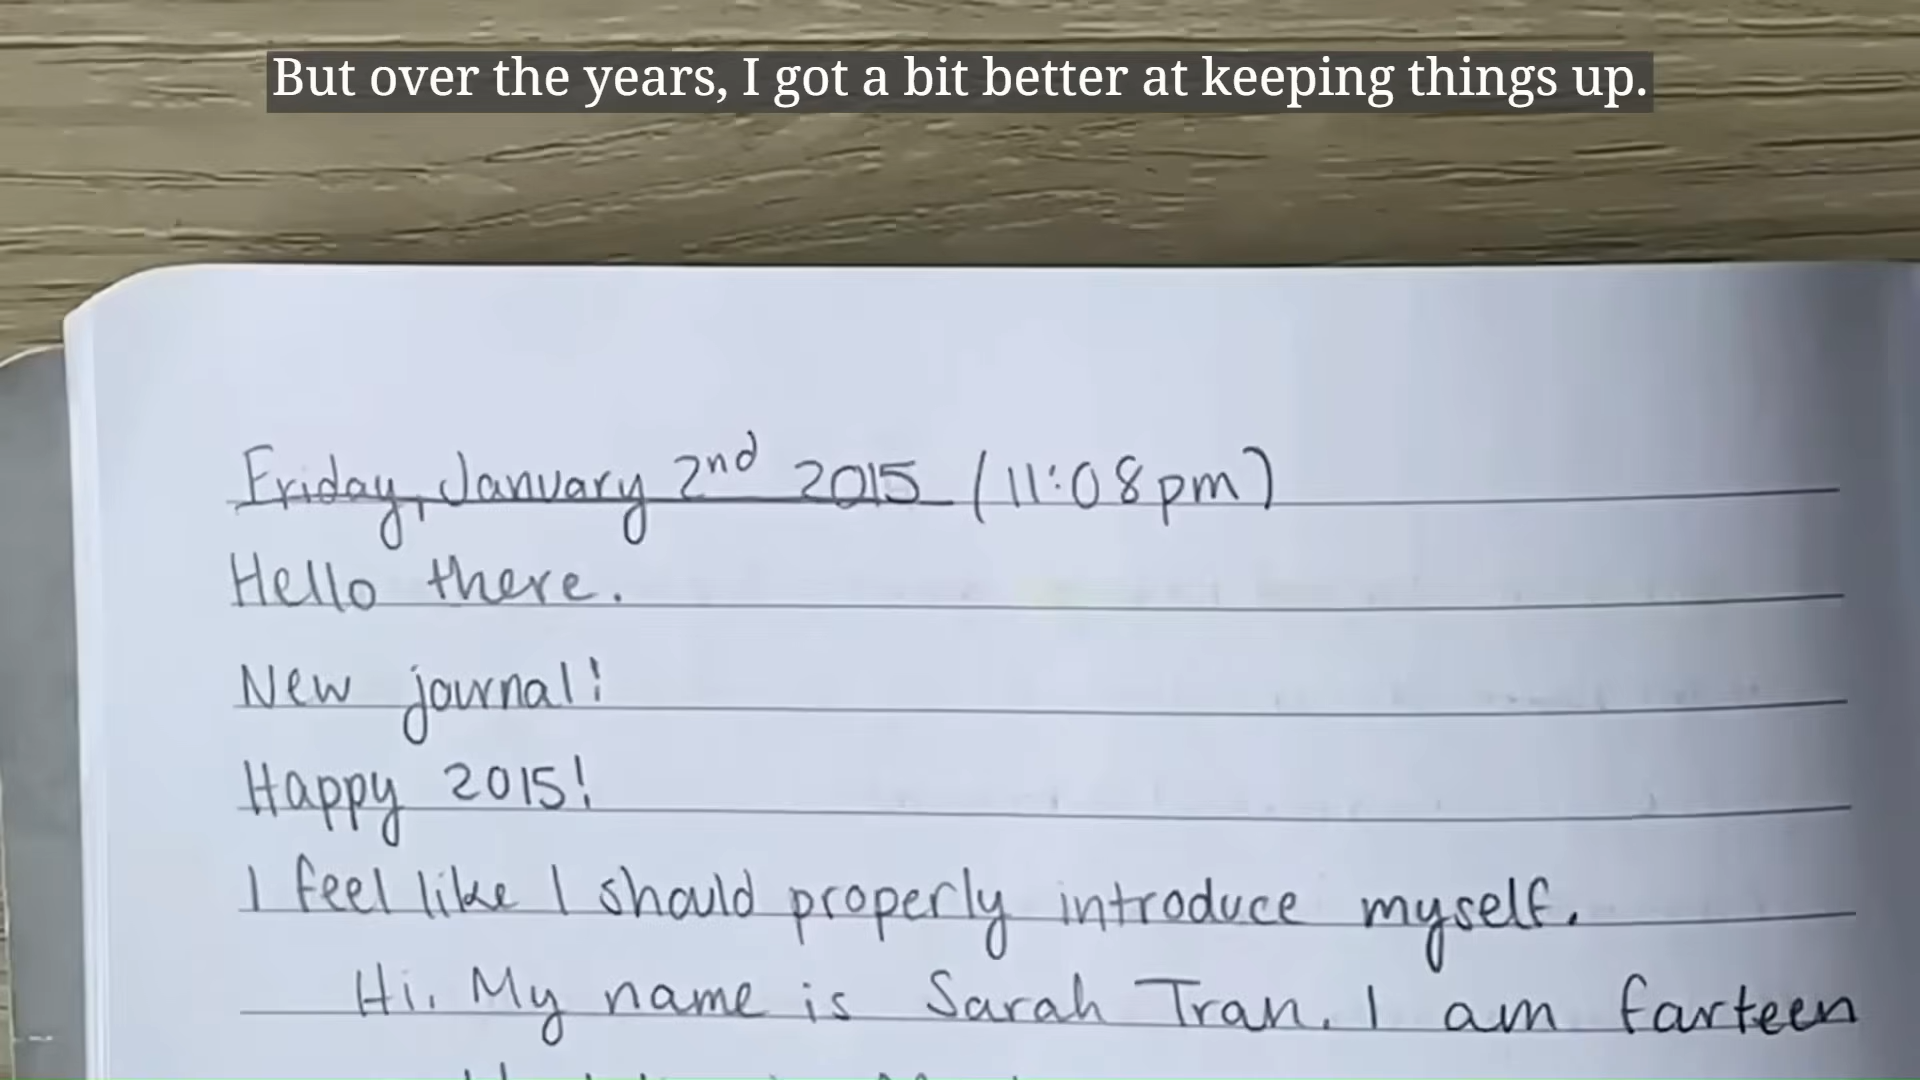 But over the years, I got a bit better at keeping things up.
Friday, January 2nd 2015 (11:08pm)
Hello there.
New journal!
Happy 2015!
I feel like I should properly introduce myself.
Hi. My name is Sarah Tran. I am farteen